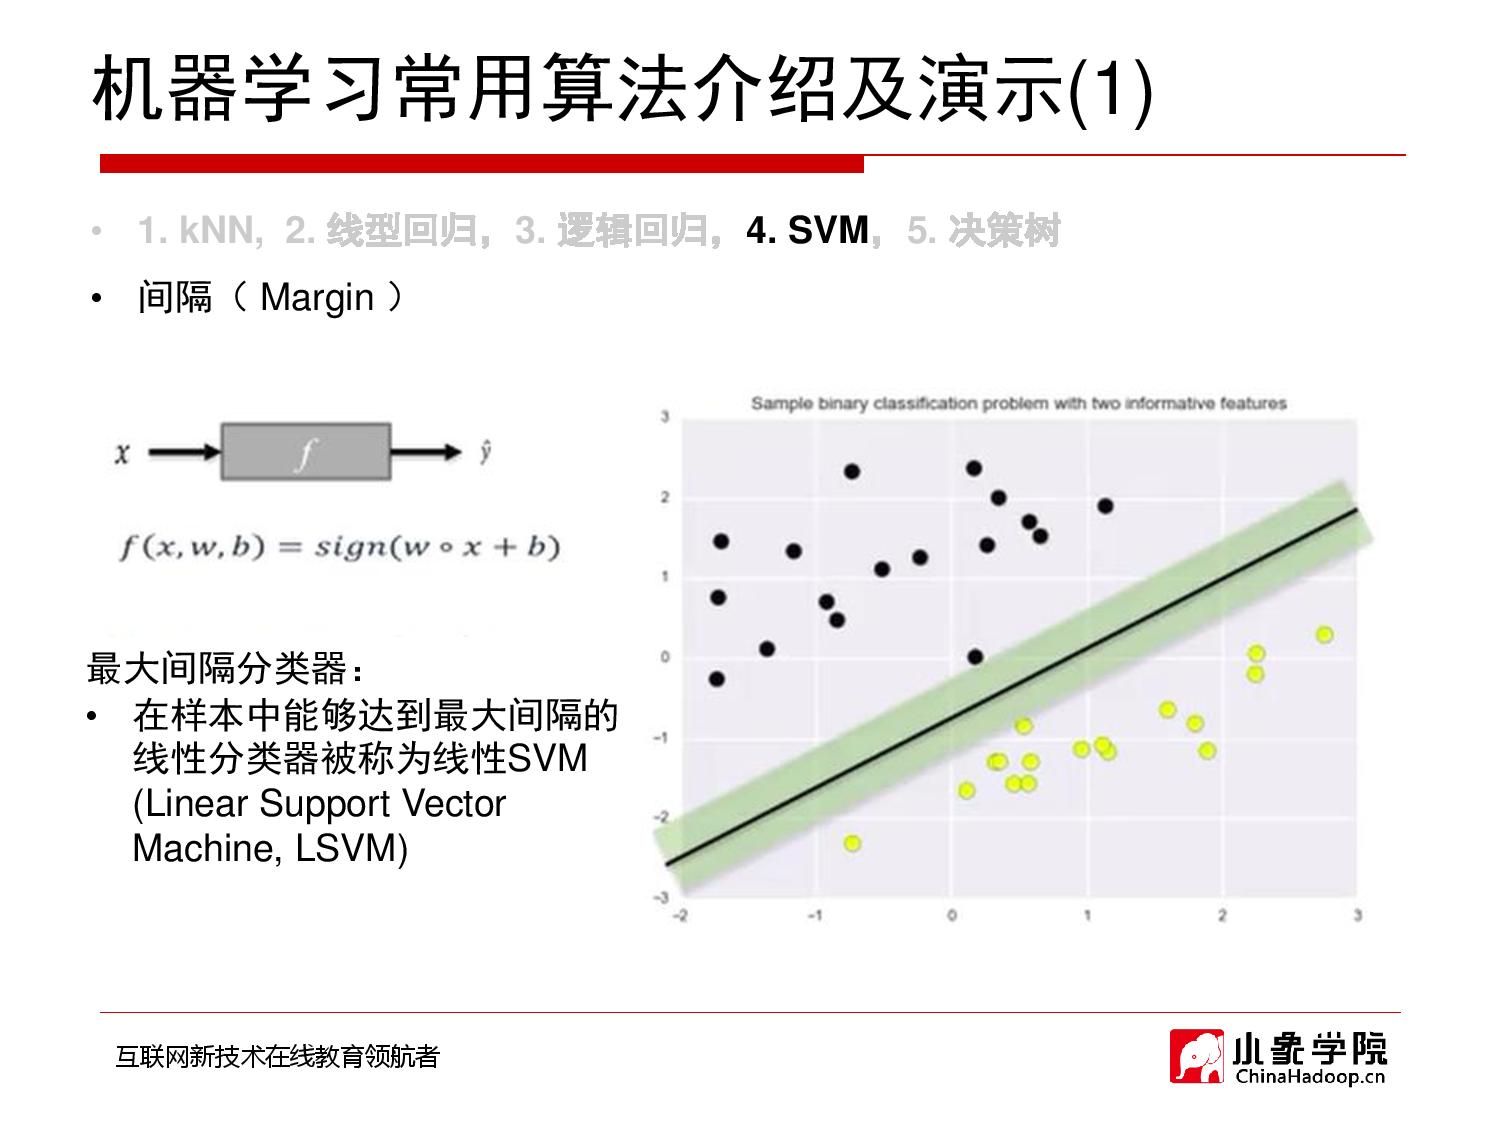 机器学习常用算法介绍及演示(1)
• 1. kNN, 2. 线型回归，3. 逻辑回归，4. SVM，5. 决策树
• 间隔（ Margin ）
x f ŷ
f(x, w, b) = sign(w ∘ x + b)
最大间隔分类器：
• 在样本中能够达到最大间隔的
线性分类器被称为线性SVM
(Linear Support Vector
Machine, LSVM)
Sample binary classification problem with two informative features
3
2
1
0
-1
-2
-3
-2 -1 0 1 2 3
互联网新技术在线教育领航者
小象学院
ChinaHadoop.cn